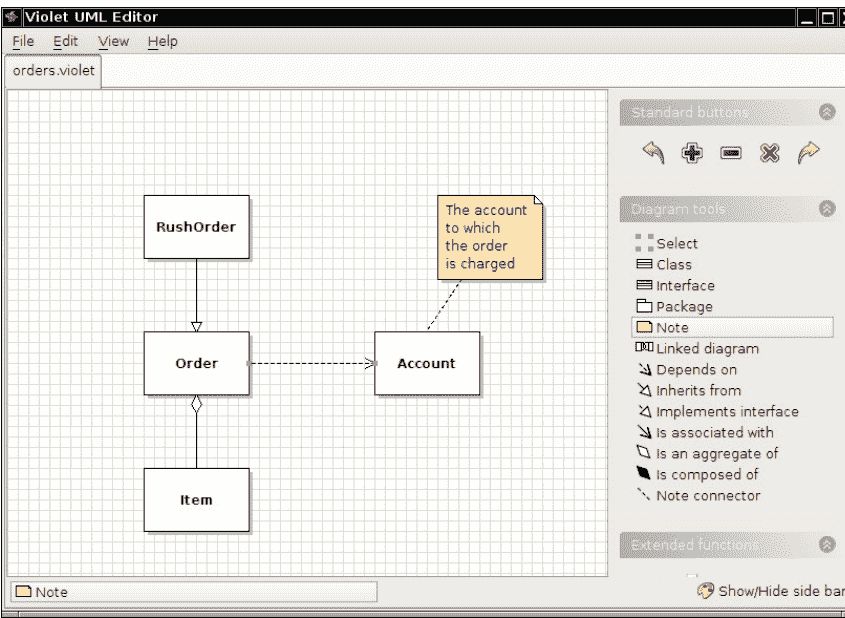 Violet UML Editor
File Edit View Help
orders.violet
Standard buttons
Diagram tools
Select
Class
Interface
Package
Note
Linked diagram
Depends on
Inherits from
Implements interface
Is associated with
Is an aggregate of
Is composed of
Note connector
Extended functions
RushOrder
The account
to which
the order
is charged
Order
Account
Item
Note
Show/Hide side bar